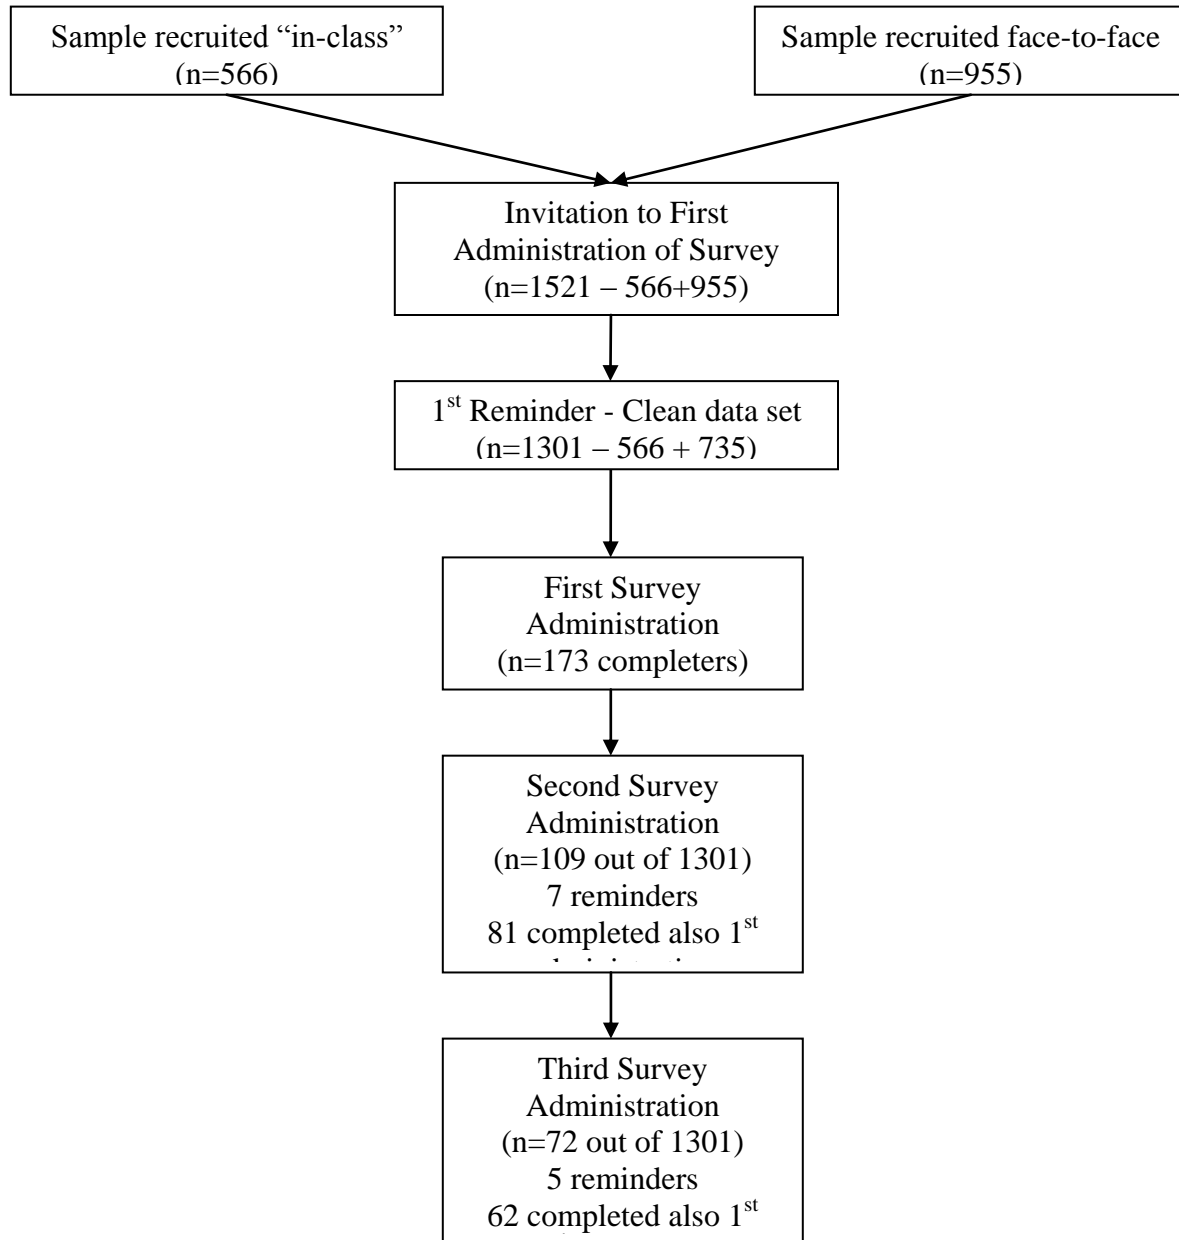 Sample recruited “in-class”
(n=566)
Sample recruited face-to-face
(n=955)
Invitation to First
Administration of Survey
(n=1521 – 566+955)
1st Reminder - Clean data set
(n=1301 – 566 + 735)
First Survey
Administration
(n=173 completers)
Second Survey
Administration
(n=109 out of 1301)
7 reminders
81 completed also 1st
Third Survey
Administration
(n=72 out of 1301)
5 reminders
62 completed also 1st